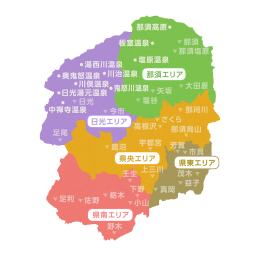 那須高原
板室温泉
那須
那須塩原
塩原温泉
湯西川温泉
奥鬼怒温泉
川治温泉
那須エリア
川俣温泉
大田原
日光湯元温泉
鬼怒川温泉
矢板
日光
塩谷
中禅寺温泉
今市
那珂川
日光エリア
さくら
足尾
高根沢
那須烏山
宇都宮
鹿沼
芳賀
市貝
県央エリア
県東エリア
上三川
壬生
茂木
下野
益子
真岡
栃木
足利
佐野
小山
県南エリア
野木